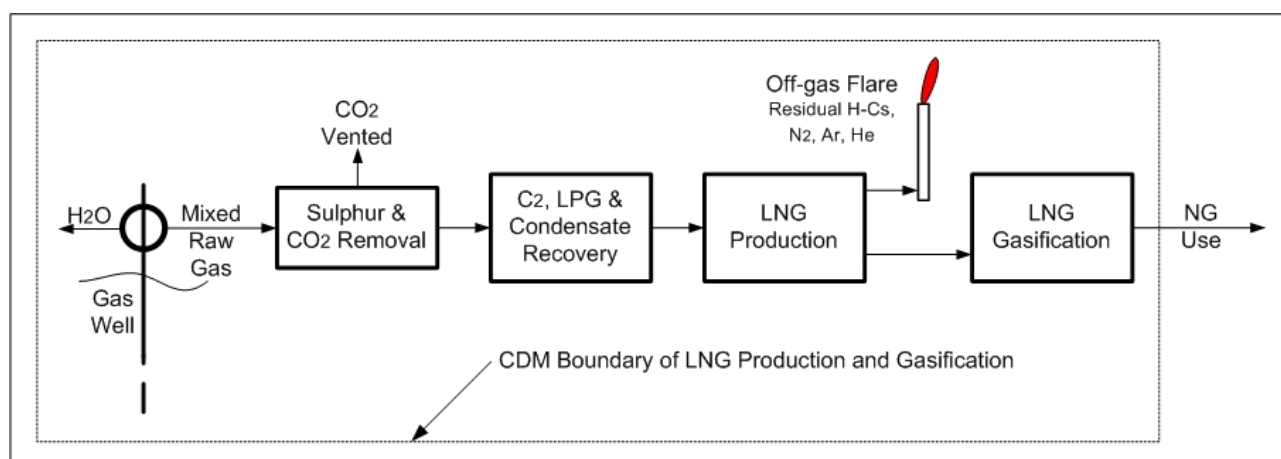 Off-gas Flare
Residual H-Cs,
N2, Ar, He
CO2
Vented
H2O
Mixed
Raw
Gas
Gas
Well
Sulphur &
CO2 Removal
C2, LPG &
Condensate
Recovery
LNG
Production
LNG
Gasification
NG
Use
CDM Boundary of LNG Production and Gasification